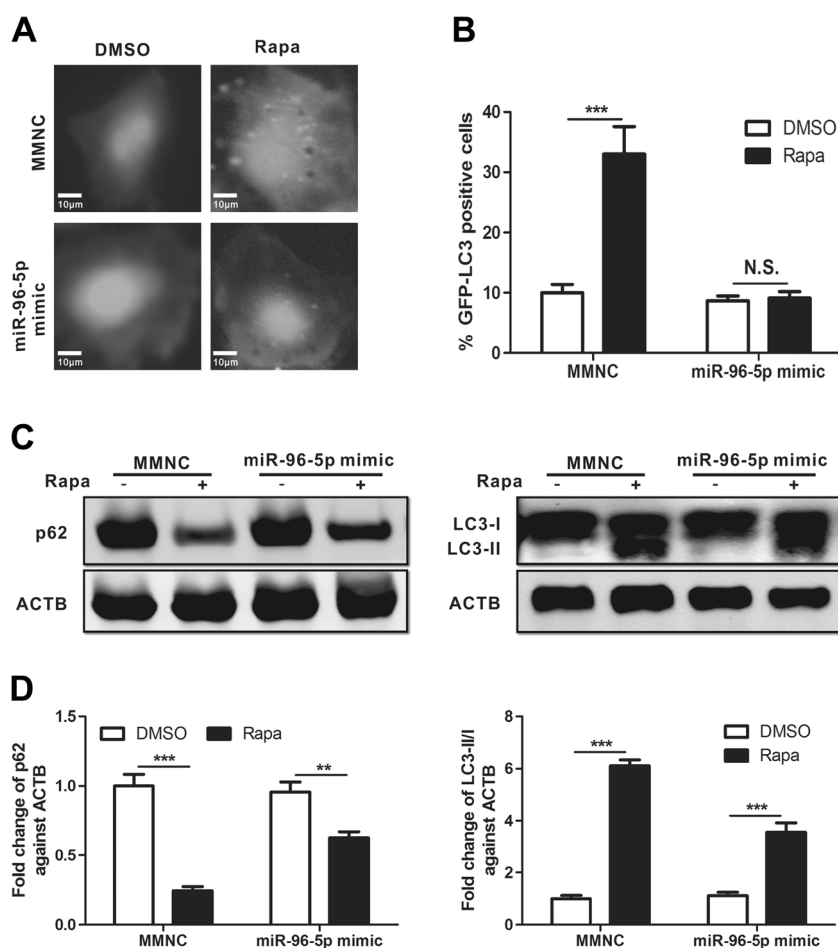 A
DMSO
Rapa
MMNC
10µm
10µm
miR-96-5p
mimic
10µm
10µm
B
% GFP-LC3 positive cells
40
30
20
10
0
***
N.S.
DMSO
Rapa
MMNC
miR-96-5p mimic
C
MMNC
miR-96-5p mimic
Rapa
-
+
-
+
p62
ACTB
MMNC
miR-96-5p mimic
Rapa
-
+
-
+
LC3-I
LC3-II
ACTB
D
Fold change of p62
against ACTB
1.5
1.0
0.5
0.0
DMSO
Rapa
***
**
MMNC
miR-96-5p mimic
Fold change of LC3-II/I
against ACTB
8
6
4
2
0
DMSO
Rapa
***
***
MMNC
miR-96-5p mimic